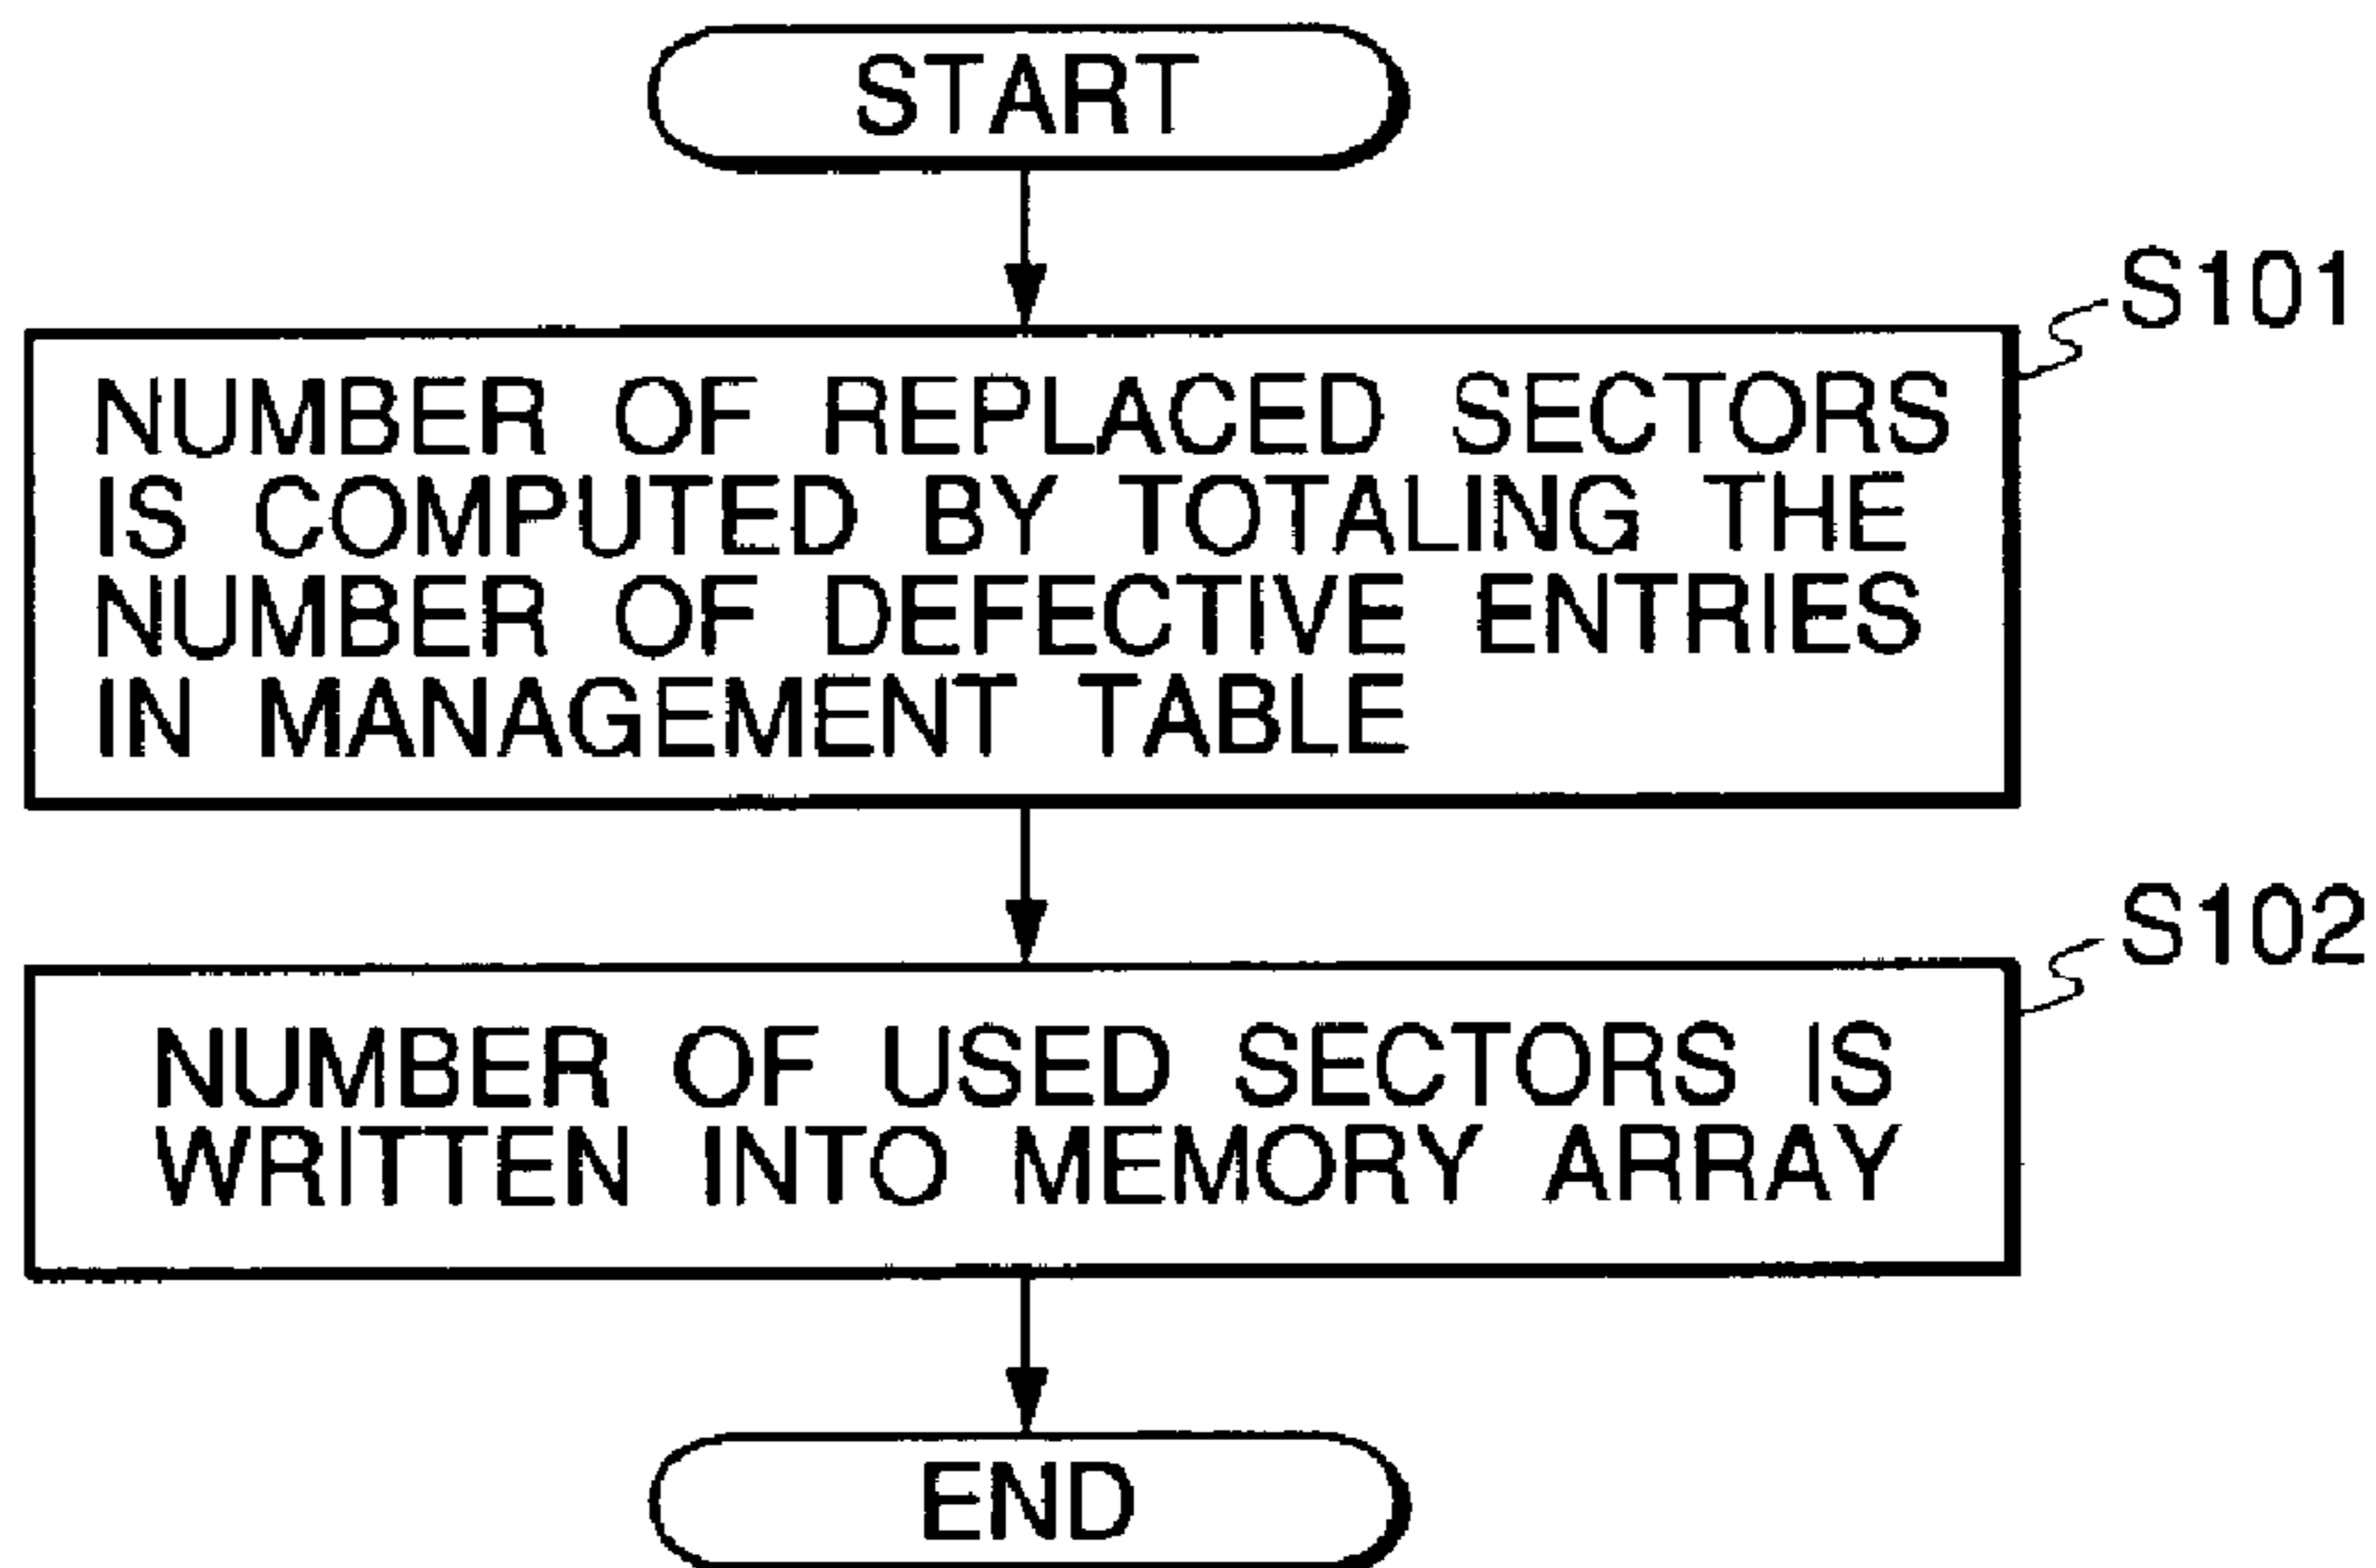 START
S101
NUMBER OF REPLACED SECTORS
IS COMPUTED BY TOTALING THE
NUMBER OF DEFECTIVE ENTRIES
IN MANAGEMENT TABLE
S102
NUMBER OF USED SECTORS IS
WRITTEN INTO MEMORY ARRAY
END